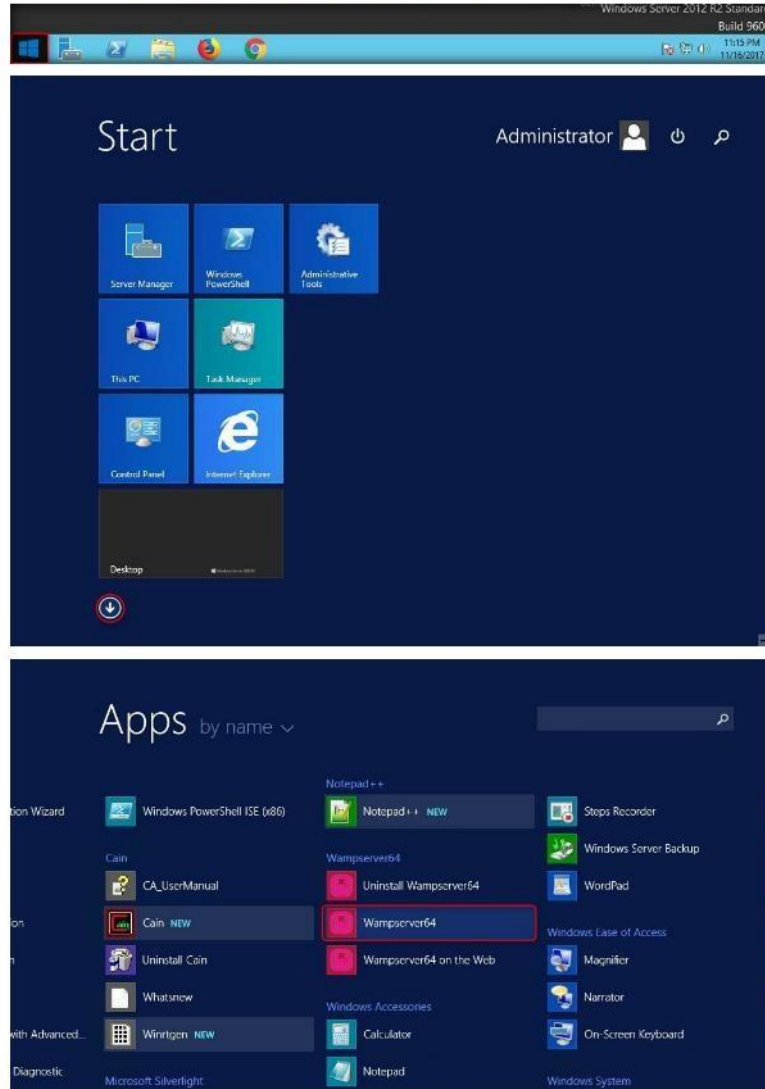 Windows Server 2012 R2 Standar
Build 960
11:15 PM
11/16/2017
Start
Administrator
Server Manager
Windows PowerShell
Administrative Tools
This PC
Task Manager
Control Panel
Internet Explorer
Desktop
Apps by name
Notepad++
tion Wizard
Windows PowerShell ISE (x86)
Notepad++ NEW
Steps Recorder
Windows Server Backup
Cain
Wampserver64
CA_UserManual
Uninstall Wampserver64
WordPad
on
Cain NEW
Wampserver64
Windows Ease of Access
n
Uninstall Cain
Wampserver64 on the Web
Magnifier
Whatsnew
Windows Accessories
Narrator
with Advanced...
Winrtgen NEW
Calculator
On-Screen Keyboard
Diagnostic
Notepad
Microsoft Silverlight
Windows System